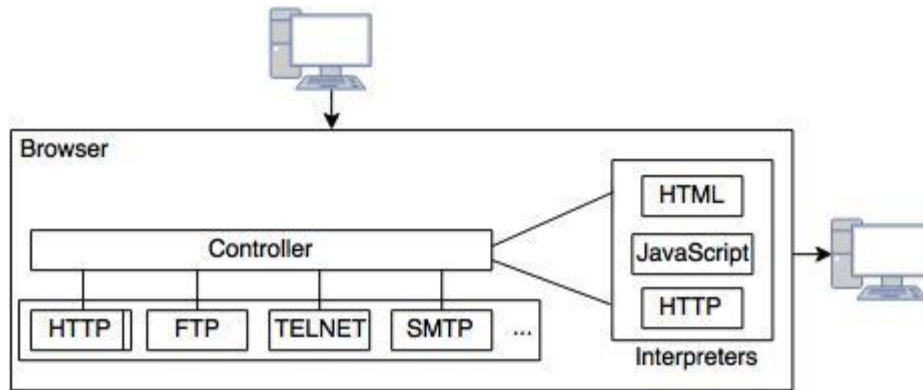 Browser
HTML
Controller
JavaScript
HTTP
HTTP FTP TELNET SMTP ...
Interpreters